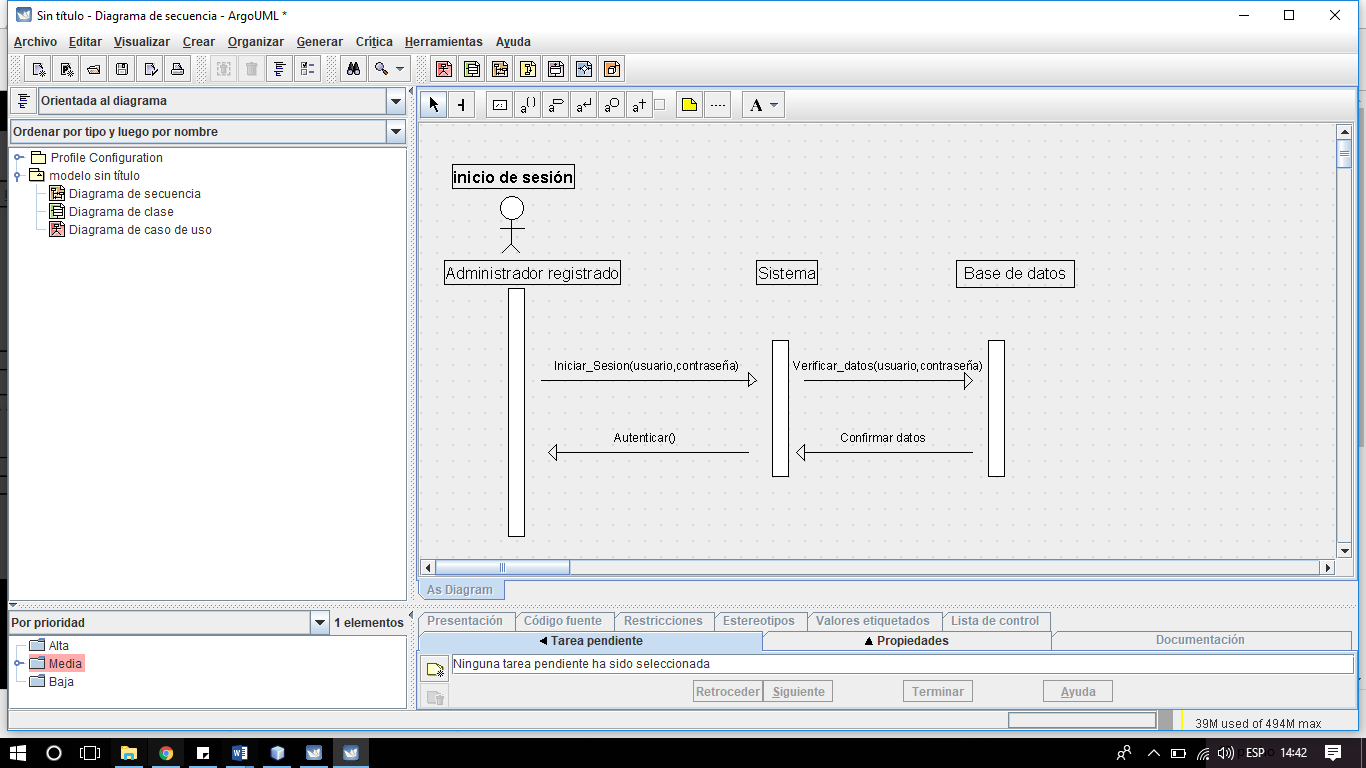 Sin título - Diagrama de secuencia - ArgoUML *
Archivo Editar Visualizar Crear Organizar Generar Crítica Herramientas Ayuda
Orientada al diagrama
Ordenar por tipo y luego por nombre
Profile Configuration
modelo sin título
Diagrama de secuencia
Diagrama de clase
Diagrama de caso de uso
a() a a a a† A
inicio de sesión
Administrador registrado Sistema Base de datos
Iniciar_Sesion(usuario,contraseña) Verificar_datos(usuario,contraseña)
Autenticar() Confirmar datos
As Diagram
Por prioridad 1 elementos
Alta
Media
Baja
Presentación Código fuente Restricciones Estereotipos Valores etiquetados Lista de control
Tarea pendiente Propiedades Documentación
Ninguna tarea pendiente ha sido seleccionada
Retroceder Siguiente Terminar Ayuda
39M used of 494M max
ESP 14:42